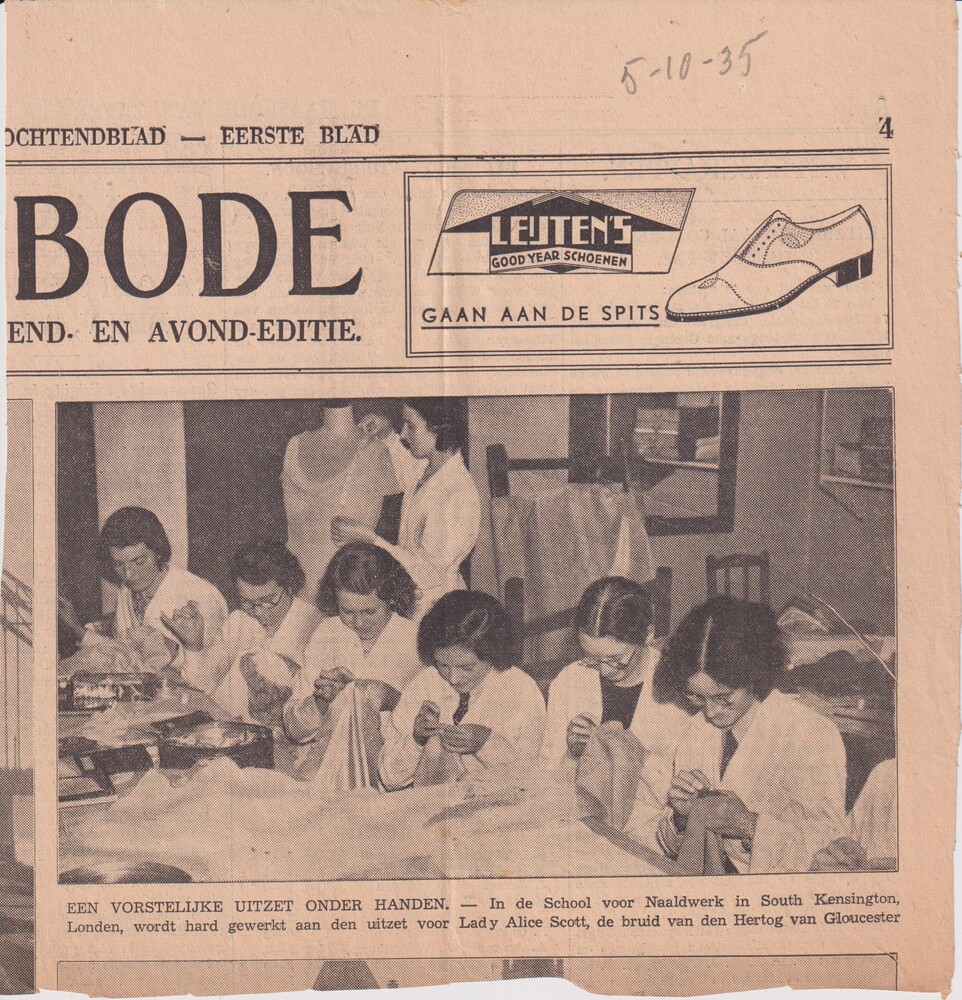 5-10-35
OCHTENDBLAD — EERSTE BLAD
4
BODE
LEIJTEN'S
GOOD YEAR SCHOENEN
GAAN AAN DE SPITS
END- EN AVOND-EDITIE.
EEN VORSTELIJKE UITZET ONDER HANDEN. — In de School voor Naaldwerk in South Kensington,
Londen, wordt hard gewerkt aan den uitzet voor Lady Alice Scott, de bruid van den Hertog van Gloucester